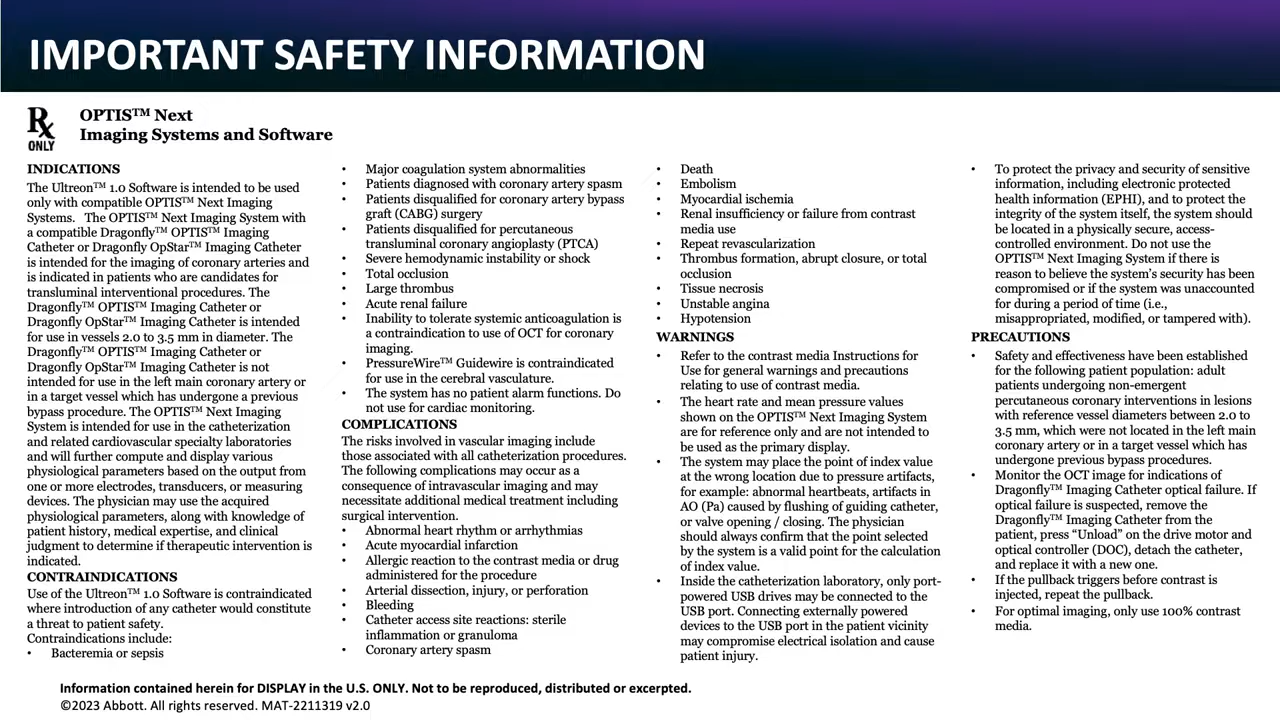 IMPORTANT SAFETY INFORMATION
Rx
ONLY
OPTIS™ Next
Imaging Systems and Software
INDICATIONS
The Ultreon™ 1.0 Software is intended to be used
only with compatible OPTIS™ Next Imaging
Systems. The OPTIS™ Next Imaging System with
a compatible Dragonfly™ OPTIS™ Imaging
Catheter or Dragonfly OpStar™ Imaging Catheter
is intended for the imaging of coronary arteries and
is indicated in patients who are candidates for
transluminal interventional procedures. The
Dragonfly™ OPTIS™ Imaging Catheter or
Dragonfly OpStar™ Imaging Catheter is intended
for use in vessels 2.0 to 3.5 mm in diameter. The
Dragonfly™ OPTIS™ Imaging Catheter or
Dragonfly OpStar™ Imaging Catheter is not
intended for use in the left main coronary artery or
in a target vessel which has undergone a previous
bypass procedure. The OPTIS™ Next Imaging
System is intended for use in the catheterization
and related cardiovascular specialty laboratories
and will further compute and display various
physiological parameters based on the output from
one or more electrodes, transducers, or measuring
devices. The physician may use the acquired
physiological parameters, along with knowledge of
patient history, medical expertise, and clinical
judgment to determine if therapeutic intervention is
indicated.
CONTRAINDICATIONS
Use of the Ultreon™ 1.0 Software is contraindicated
where introduction of any catheter would constitute
a threat to patient safety.
Contraindications include:
• Bacteremia or sepsis
• Major coagulation system abnormalities
• Patients diagnosed with coronary artery spasm
• Patients disqualified for coronary artery bypass
graft (CABG) surgery
• Patients disqualified for percutaneous
transluminal coronary angioplasty (PTCA)
• Severe hemodynamic instability or shock
• Total occlusion
• Large thrombus
• Acute renal failure
• Inability to tolerate systemic anticoagulation is
a contraindication to use of OCT for coronary
imaging.
• PressureWire™ Guidewire is contraindicated
for use in the cerebral vasculature.
• The system has no patient alarm functions. Do
not use for cardiac monitoring.
COMPLICATIONS
The risks involved in vascular imaging include
those associated with all catheterization procedures.
The following complications may occur as a
consequence of intravascular imaging and may
necessitate additional medical treatment including
surgical intervention.
• Abnormal heart rhythm or arrhythmias
• Acute myocardial infarction
• Allergic reaction to the contrast media or drug
administered for the procedure
• Arterial dissection, injury, or perforation
• Bleeding
• Catheter access site reactions: sterile
inflammation or granuloma
• Coronary artery spasm
• Death
• Embolism
• Myocardial ischemia
• Renal insufficiency or failure from contrast
media use
• Repeat revascularization
• Thrombus formation, abrupt closure, or total
occlusion
• Tissue necrosis
• Unstable angina
• Hypotension
WARNINGS
• Refer to the contrast media Instructions for
Use for general warnings and precautions
relating to use of contrast media.
• The heart rate and mean pressure values
shown on the OPTIS™ Next Imaging System
are for reference only and are not intended to
be used as the primary display.
• The system may place the point of index value
at the wrong location due to pressure artifacts,
for example: abnormal heartbeats, artifacts in
AO (Pa) caused by flushing of guiding catheter,
or valve opening / closing. The physician
should always confirm that the point selected
by the system is a valid point for the calculation
of index value.
• Inside the catheterization laboratory, only port-
powered USB drives may be connected to the
USB port. Connecting externally powered
devices to the USB port in the patient vicinity
may compromise electrical isolation and cause
patient injury.
• To protect the privacy and security of sensitive
information, including electronic protected
health information (EPHI), and to protect the
integrity of the system itself, the system should
be located in a physically secure, access-
controlled environment. Do not use the
OPTIS™ Next Imaging System if there is
reason to believe the system's security has been
compromised or if the system was unaccounted
for during a period of time (i.e.,
misappropriated, modified, or tampered with).
PRECAUTIONS
• Safety and effectiveness have been established
for the following patient population: adult
patients undergoing non-emergent
percutaneous coronary interventions in lesions
with reference vessel diameters between 2.0 to
3.5 mm, which were not located in the left main
coronary artery or in a target vessel which has
undergone previous bypass procedures.
• Monitor the OCT image for indications of
Dragonfly™ Imaging Catheter optical failure. If
optical failure is suspected, remove the
Dragonfly™ Imaging Catheter from the
patient, press “Unload” on the drive motor and
optical controller (DOC), detach the catheter,
and replace it with a new one.
• If the pullback triggers before contrast is
injected, repeat the pullback.
• For optimal imaging, only use 100% contrast
media.
Information contained herein for DISPLAY in the U.S. ONLY. Not to be reproduced, distributed or excerpted.
©2023 Abbott. All rights reserved. MAT-2211319 v2.0